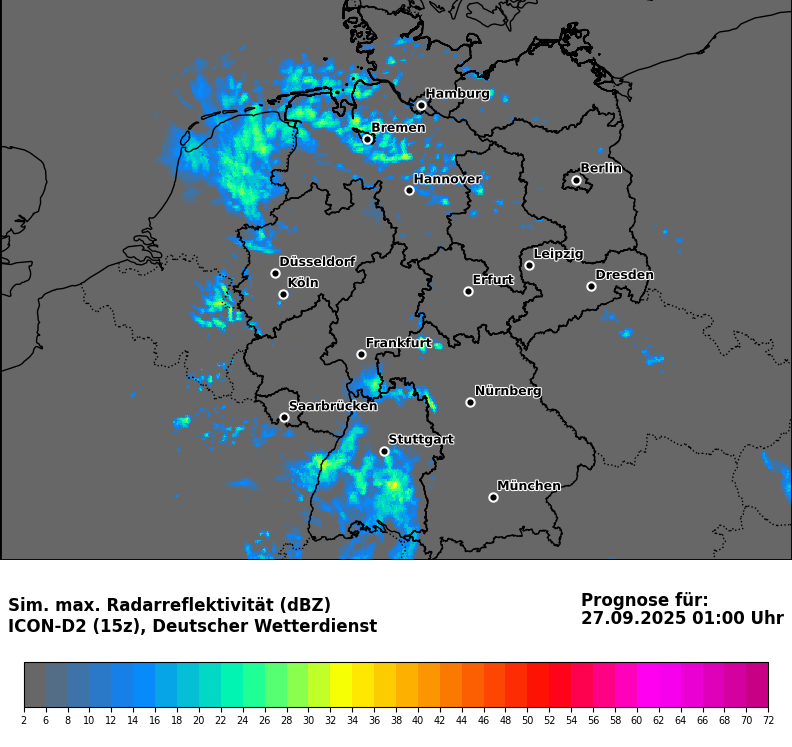 Hamburg
Bremen
Berlin
Hannover
Leipzig
Düsseldorf
Dresden
Köln
Erfurt
Frankfurt
Nürnberg
Saarbrücken
Stuttgart
München
Sim. max. Radarreflektivität (dBZ)
ICON-D2 (15z), Deutscher Wetterdienst
Prognose für:
27.09.2025 01:00 Uhr
2 6 8 10 12 14 16 18 20 22 24 26 28 30 32 34 36 38 40 42 44 46 48 50 52 54 56 58 60 62 64 66 68 70 72